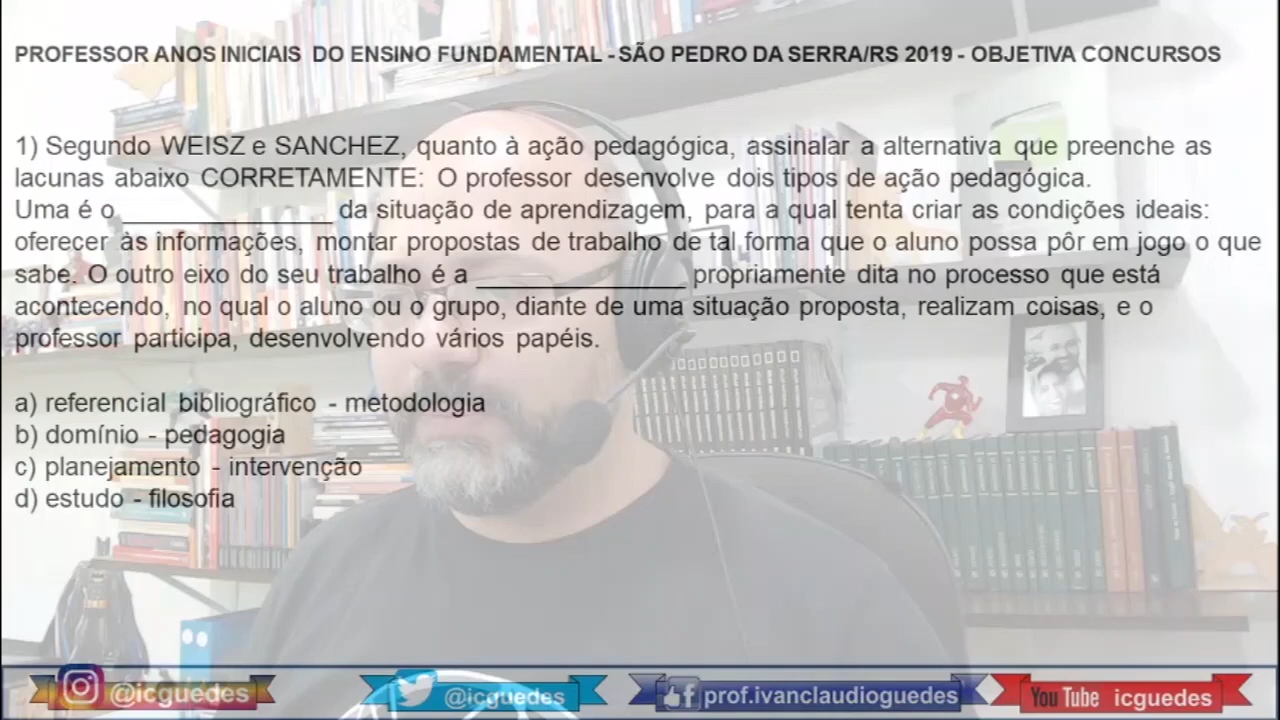 PROFESSOR ANOS INICIAIS DO ENSINO FUNDAMENTAL - SÃO PEDRO DA SERRA/RS 2019 - OBJETIVA CONCURSOS
1) Segundo WEISZ e SANCHEZ, quanto à ação pedagógica, assinalar a alternativa que preenche as
lacunas abaixo CORRETAMENTE: O professor desenvolve dois tipos de ação pedagógica.
Uma é o _______________ da situação de aprendizagem, para a qual tenta criar as condições ideais:
oferecer às informações, montar propostas de trabalho de tal forma que o aluno possa pôr em jogo o que
sabe. O outro eixo do seu trabalho é a _______________ propriamente dita no processo que está
acontecendo, no qual o aluno ou o grupo, diante de uma situação proposta, realizam coisas, e o
professor participa, desenvolvendo vários papéis.
a) referencial bibliográfico - metodologia
b) domínio - pedagogia
c) planejamento - intervenção
d) estudo - filosofia
@icguedes
@icguedes
prof.ivanclaudioguedes
You Tube icguedes